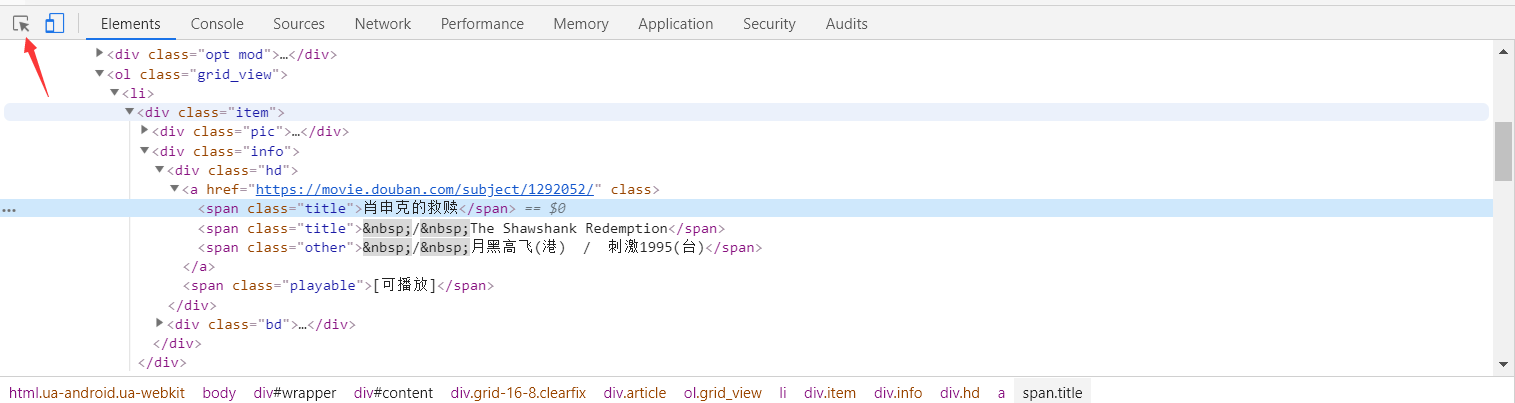 Elements Console Sources Network Performance Memory Application Security Audits
<div class="opt mod">…</div>
<ol class="grid_view">
<li>
<div class="item">
<div class="pic">…</div>
<div class="info">
<div class="hd">
<a href="https://movie.douban.com/subject/1292052/" class>
<span class="title">肖申克的救赎</span> == $0
<span class="title">&nbsp;/&nbsp;The Shawshank Redemption</span>
<span class="other">&nbsp;/&nbsp;月黑高飞(港)  /  刺激1995(台)</span>
</a>
<span class="playable">[可播放]</span>
</div>
<div class="bd">…</div>
</div>
</div>
html.ua-android.ua-webkit body div#wrapper div#content div.grid-16-8.clearfix div.article ol.grid_view li div.item div.info div.hd a span.title